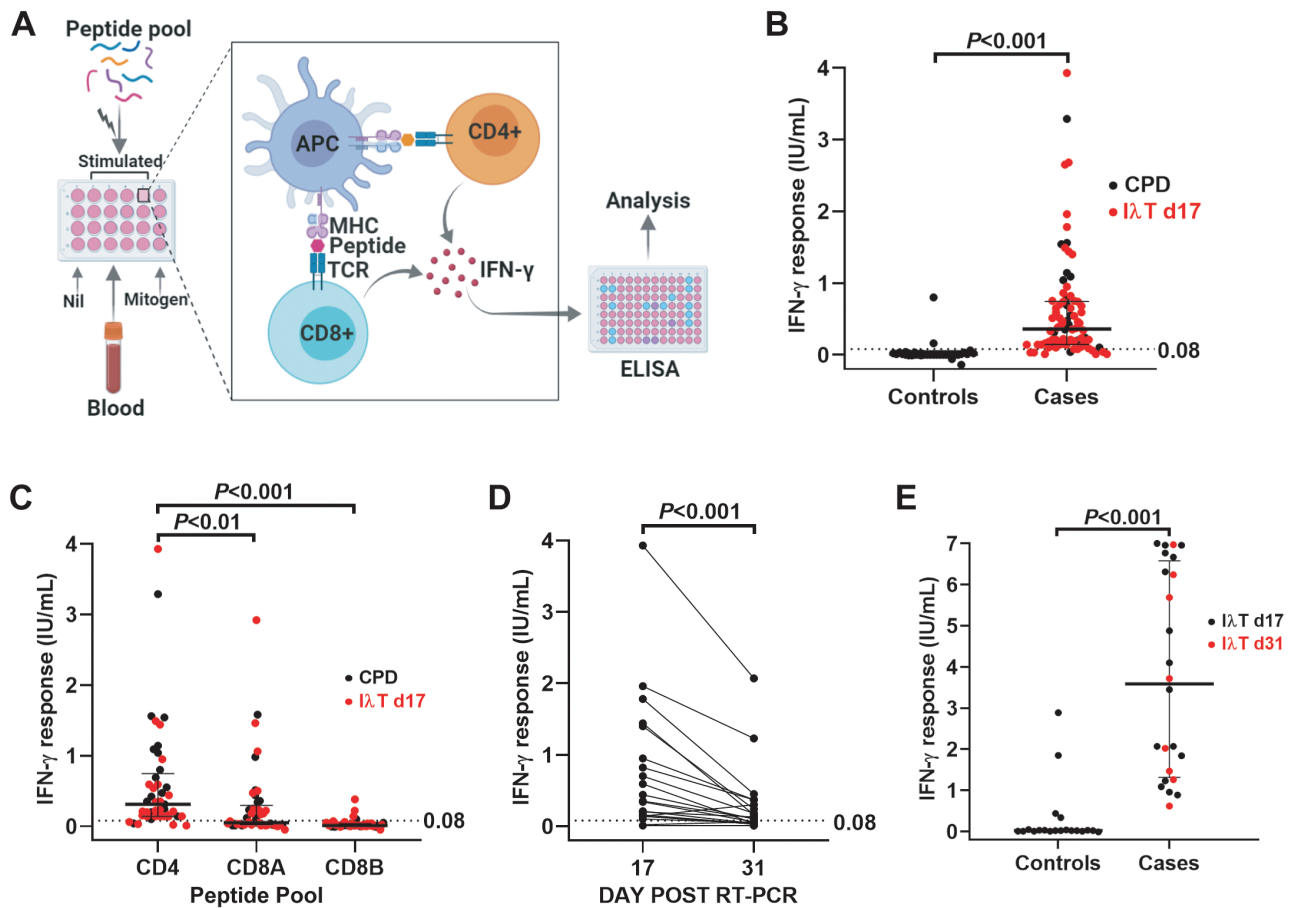 A
Peptide pool
Stimulated
Nil
Mitogen
Blood
APC
CD4+
MHC
Peptide
TCR
CD8+
IFN-γ
Analysis
ELISA
B
P<0.001
IFN-γ response (IU/mL)
4
3
2
1
0
CPD
IλT d17
0.08
Controls
Cases
C
P<0.001
P<0.01
IFN-γ response (IU/mL)
4
3
2
1
0
CPD
IλT d17
0.08
CD4
CD8A
CD8B
Peptide Pool
D
P<0.001
IFN-γ response (IU/mL)
4
3
2
1
0
0.08
17
31
DAY POST RT-PCR
E
P<0.001
IFN-γ response (IU/mL)
7
6
5
4
3
2
1
0
IλT d17
IλT d31
Controls
Cases